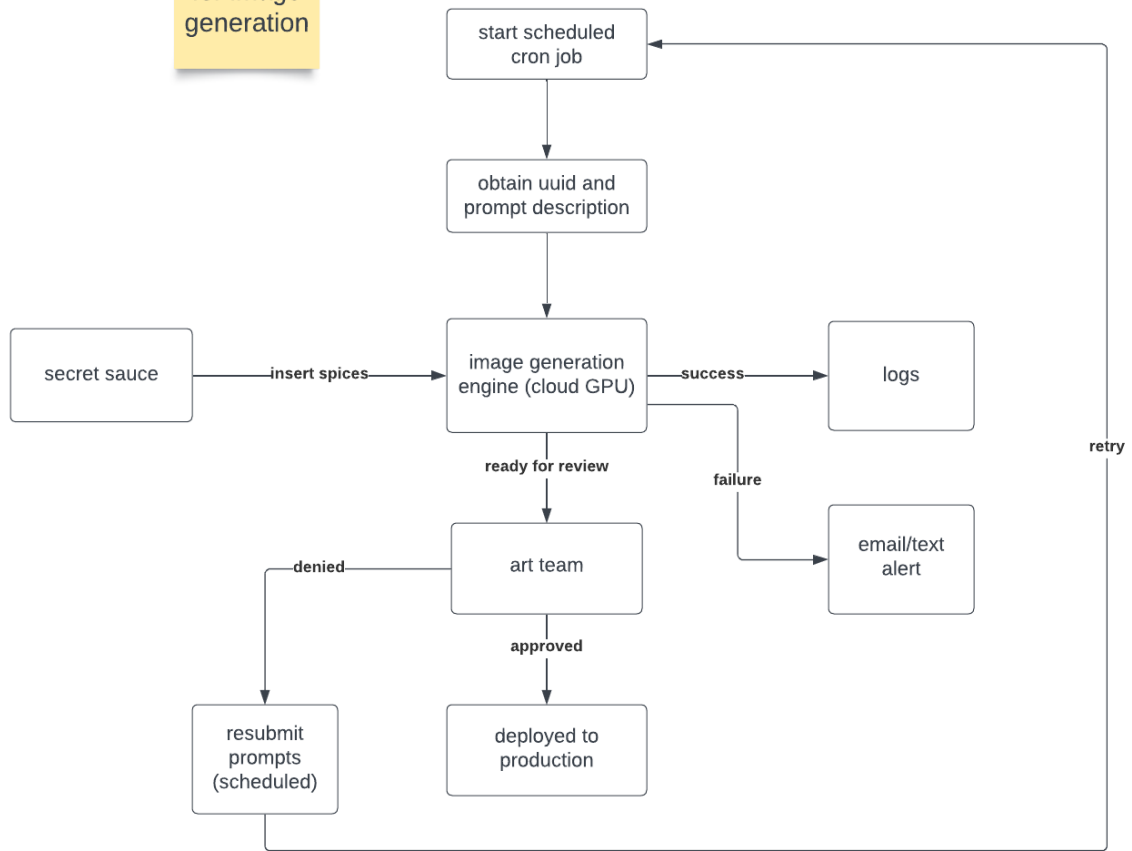 generation
start scheduled
cron job
obtain uuid and
prompt description
secret sauce
insert spices
image generation
engine (cloud GPU)
success
logs
retry
ready for review
failure
email/text
alert
denied
art team
approved
resubmit
prompts
(scheduled)
deployed to
production